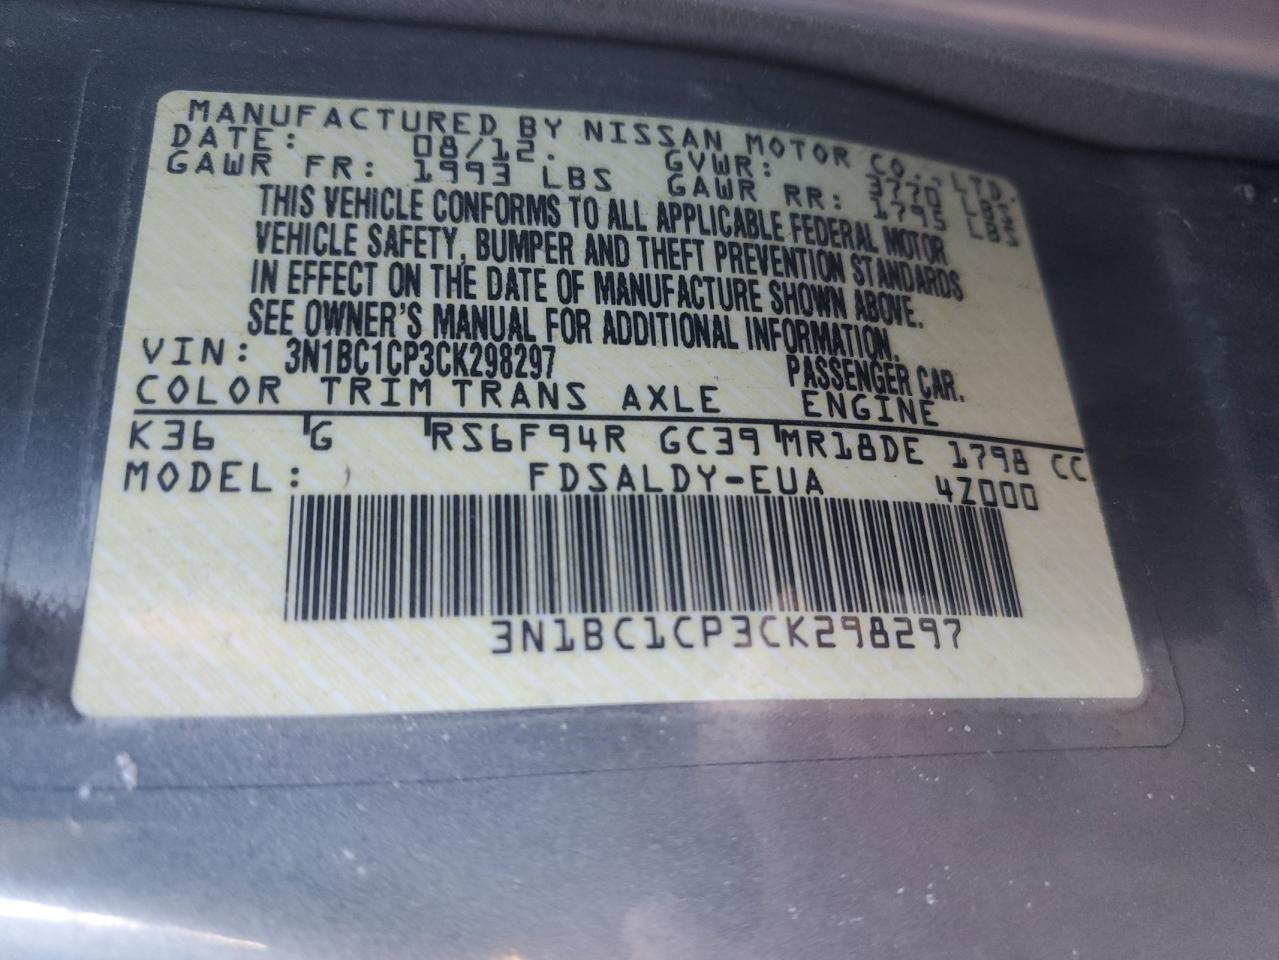 MANUFACTURED BY NISSAN MOTOR CO., LTD.
DATE: 08/12. GVWR: 3770 LBS
GAWR FR: 1993 LBS GAWR RR: 1795 LBS
THIS VEHICLE CONFORMS TO ALL APPLICABLE FEDERAL MOTOR
VEHICLE SAFETY, BUMPER AND THEFT PREVENTION STANDARDS
IN EFFECT ON THE DATE OF MANUFACTURE SHOWN ABOVE.
SEE OWNER'S MANUAL FOR ADDITIONAL INFORMATION.
VIN: 3N1BC1CP3CK298297 PASSENGER CAR.
COLOR TRIM TRANS AXLE ENGINE
K36 G RS6F94R GC39 MR18DE 1798 CC
MODEL: FDSALDY-EUA 4Z000
3N1BC1CP3CK298297